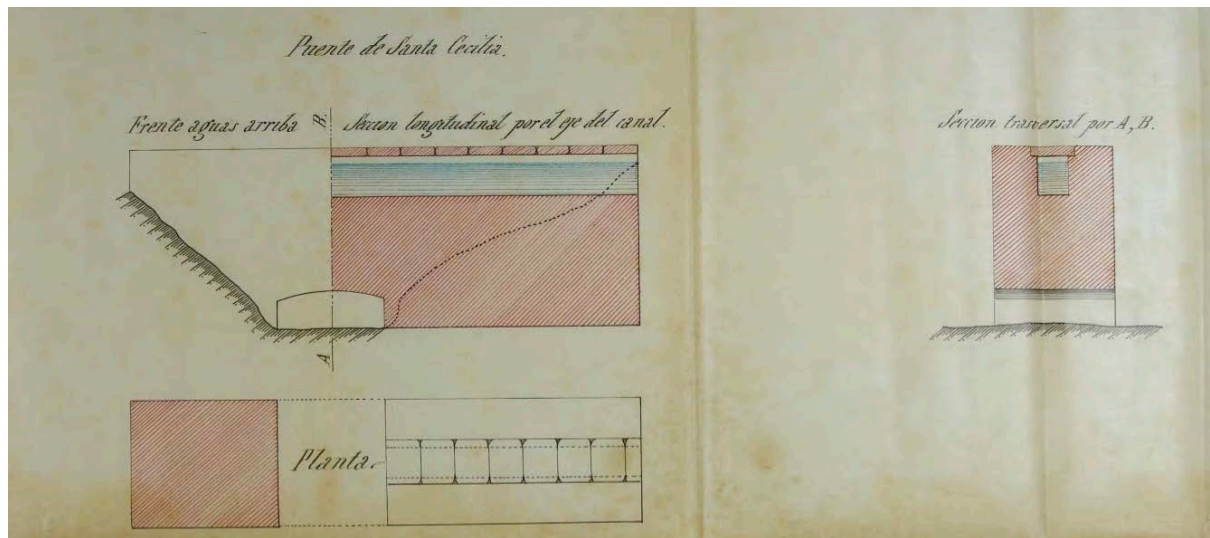 Puente de Santa Cecilia.
Frente aguas arriba
B.
Seccion longitudinal por el eje del canal.
Seccion trasversal por A, B.
A
Planta